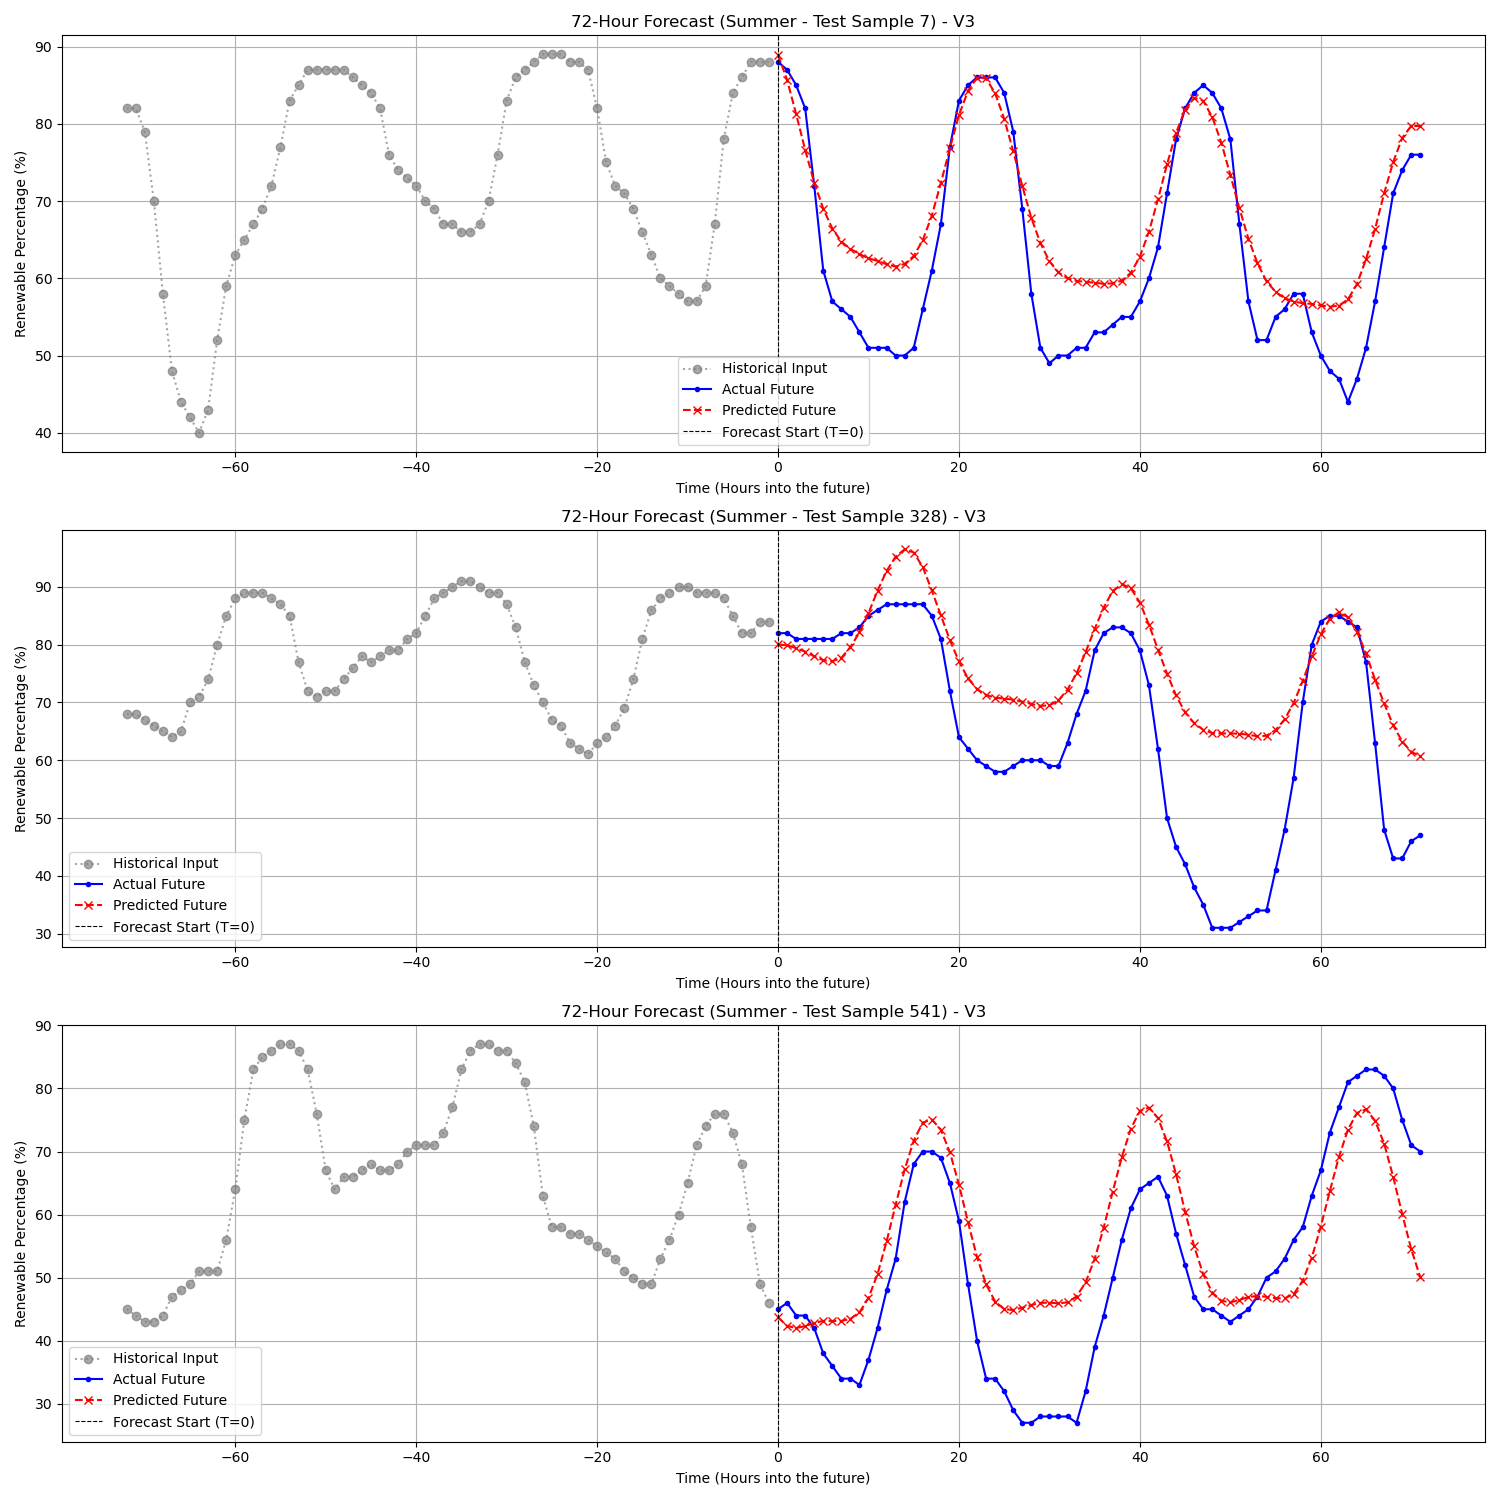 72-Hour Forecast (Summer - Test Sample 7) - V3
90
80
70
60
50
40
Renewable Percentage (%)
Historical Input
Actual Future
Predicted Future
Forecast Start (T=0)
−60 −40 −20 0 20 40 60
Time (Hours into the future)
72-Hour Forecast (Summer - Test Sample 328) - V3
90
80
70
60
50
40
30
Renewable Percentage (%)
Historical Input
Actual Future
Predicted Future
Forecast Start (T=0)
−60 −40 −20 0 20 40 60
Time (Hours into the future)
72-Hour Forecast (Summer - Test Sample 541) - V3
90
80
70
60
50
40
30
Renewable Percentage (%)
Historical Input
Actual Future
Predicted Future
Forecast Start (T=0)
−60 −40 −20 0 20 40 60
Time (Hours into the future)